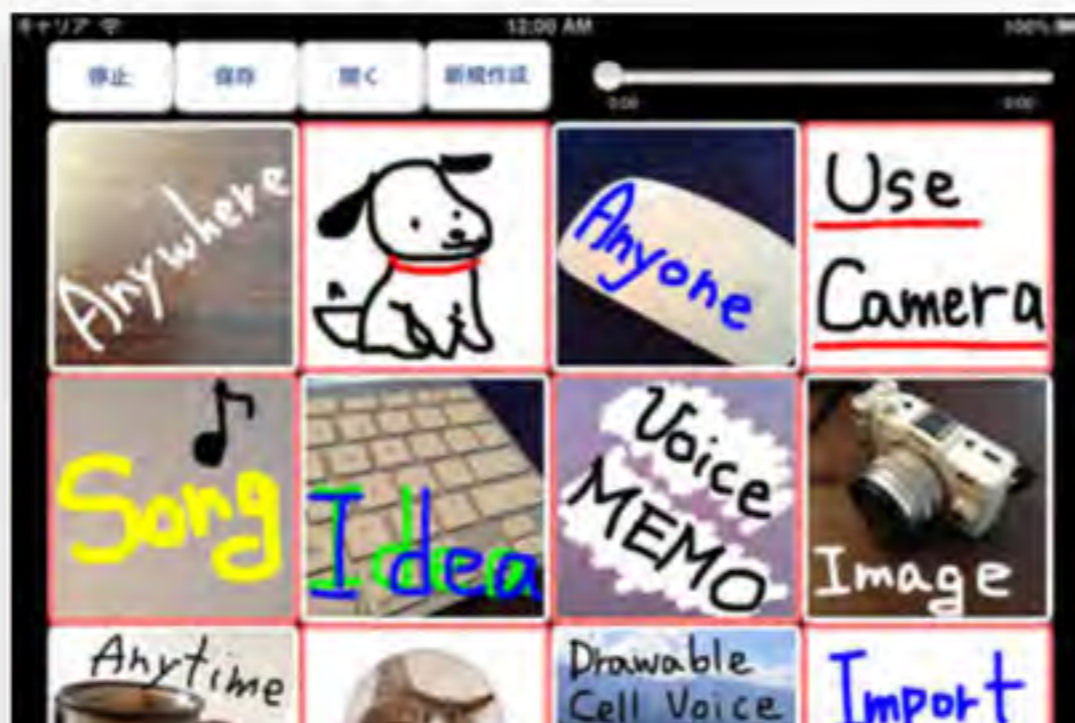 キャリア 12:00 AM 100%
停止 保存 開く 新規作成
0:00 0:00
Anywhere
Anyone
Use
Camera
Song
Idea
Voice
MEMO
Image
Anytime
Drawable
Cell Voice
Import